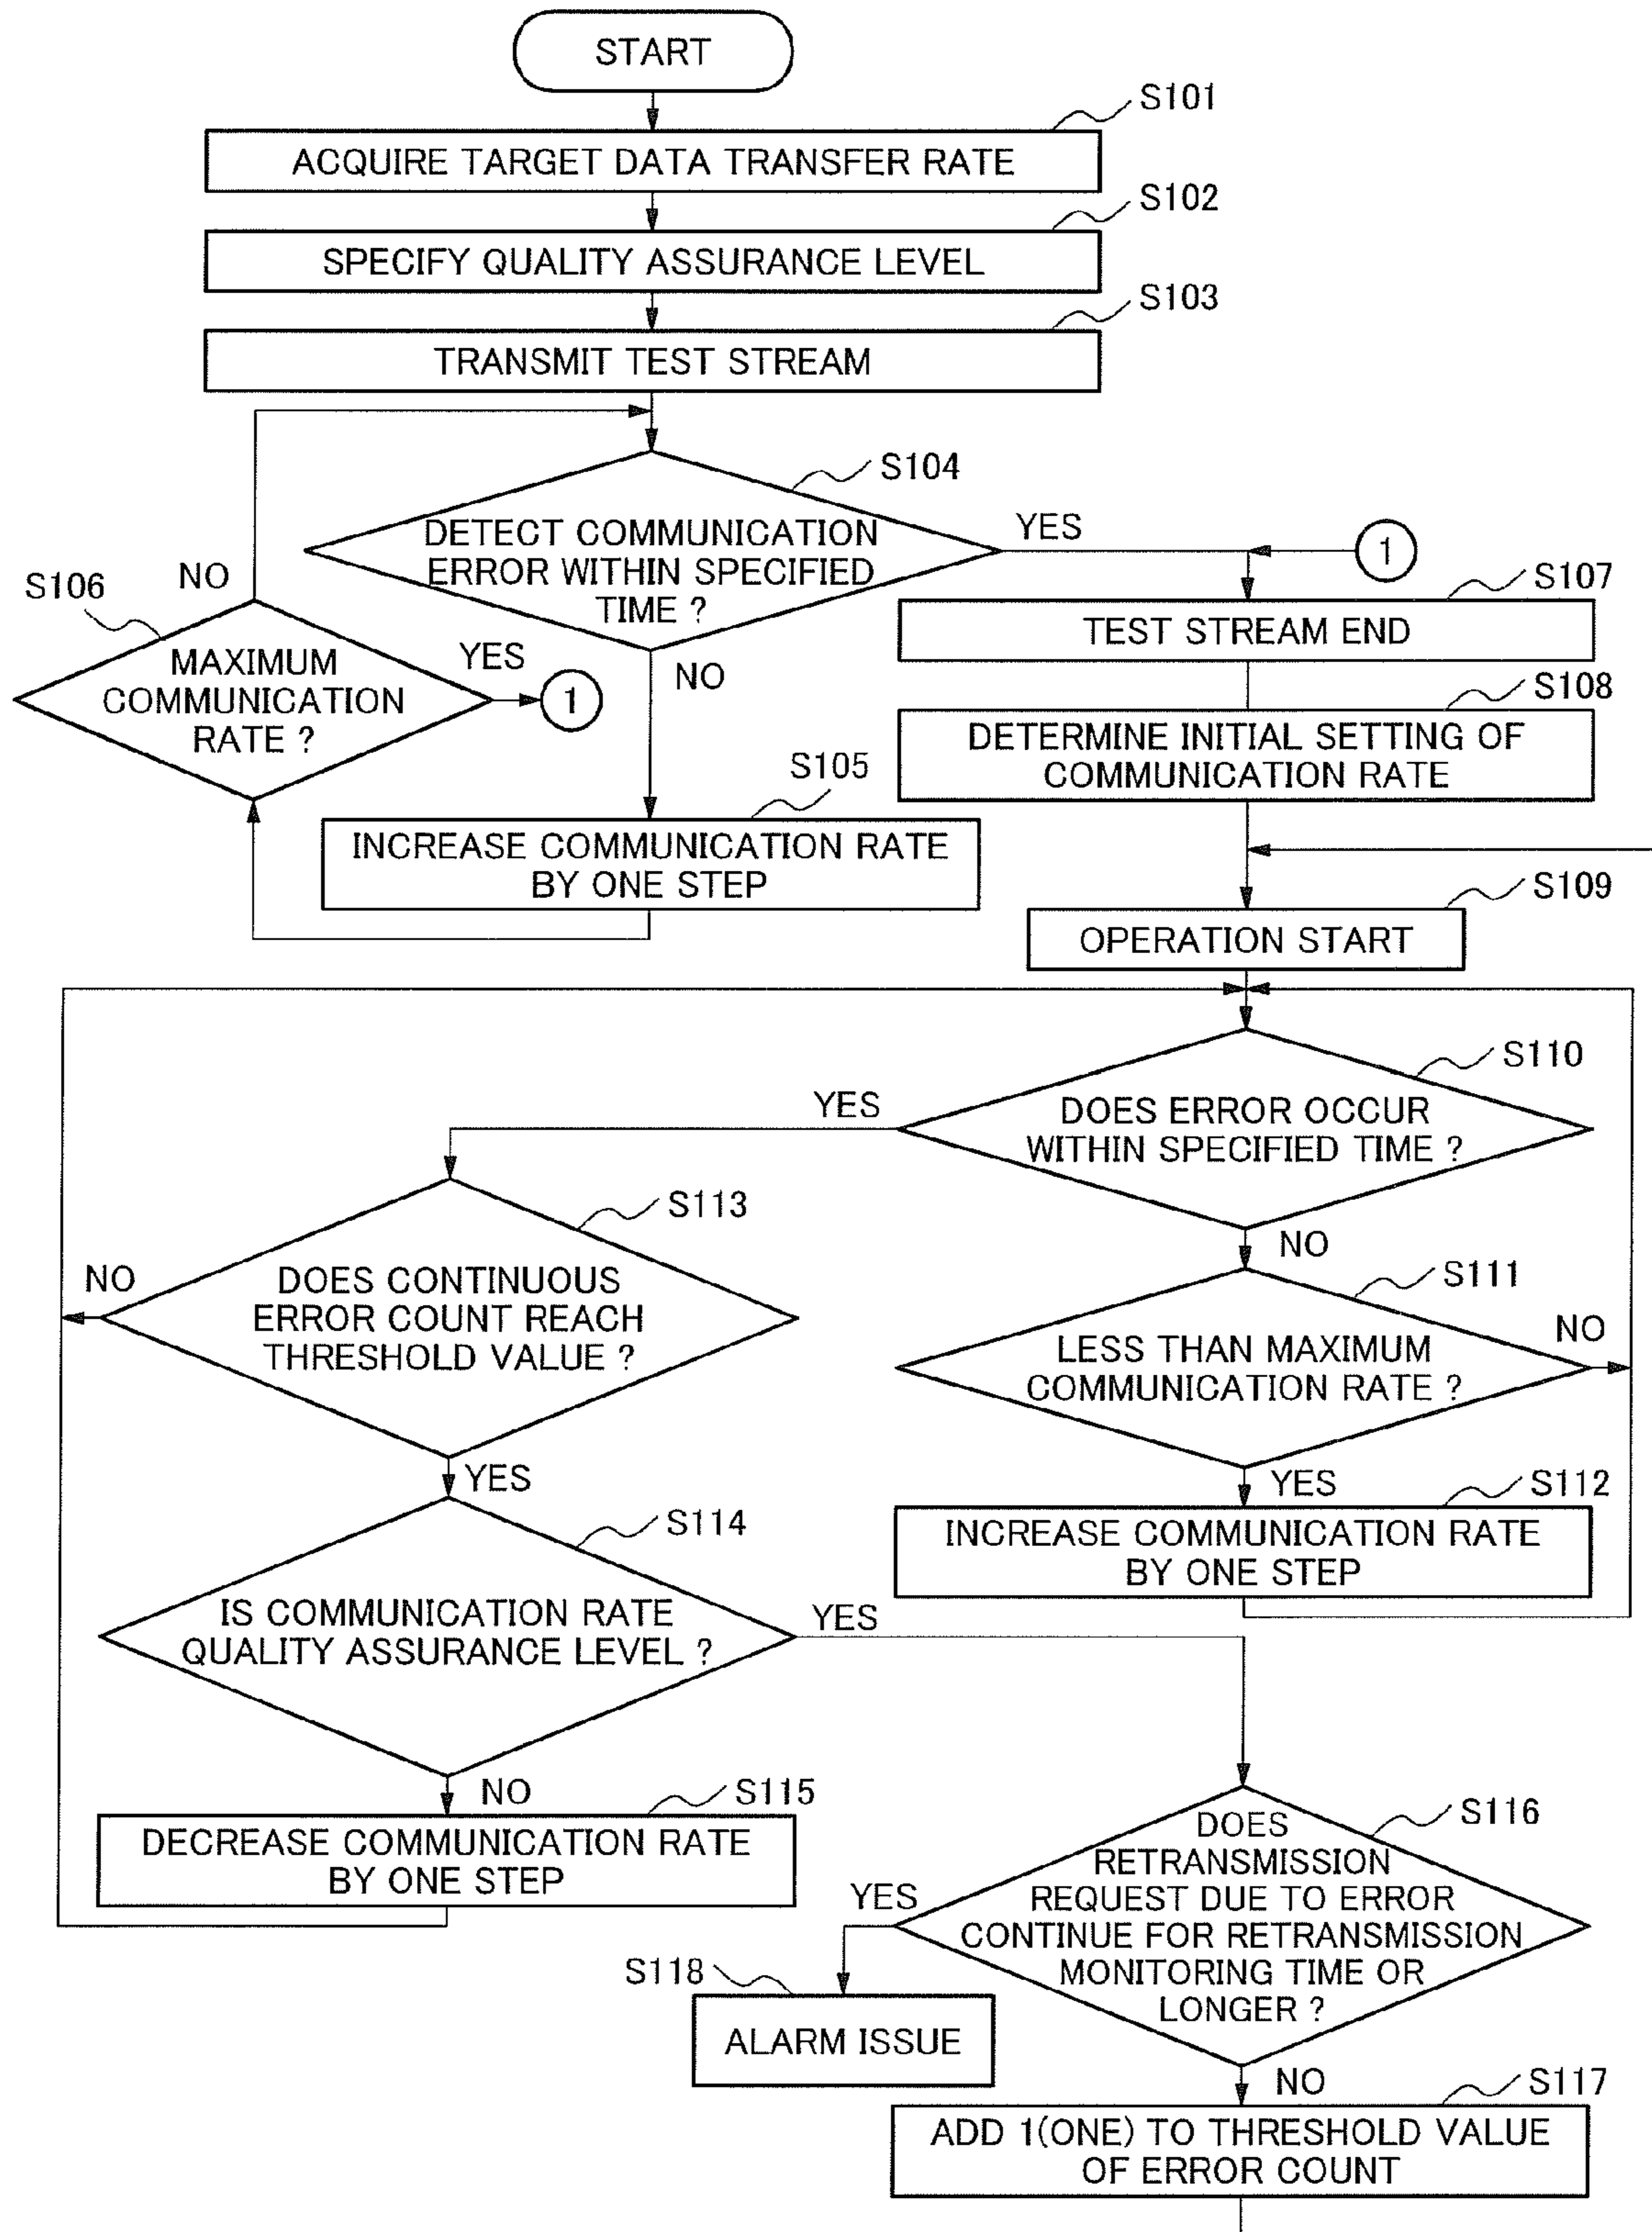 START
S101
ACQUIRE TARGET DATA TRANSFER RATE
S102
SPECIFY QUALITY ASSURANCE LEVEL
S103
TRANSMIT TEST STREAM
S104
DETECT COMMUNICATION
ERROR WITHIN SPECIFIED
TIME ?
YES
1
NO
S106
NO
MAXIMUM
COMMUNICATION
RATE ?
YES
1
S105
INCREASE COMMUNICATION RATE
BY ONE STEP
S107
TEST STREAM END
S108
DETERMINE INITIAL SETTING OF
COMMUNICATION RATE
S109
OPERATION START
S110
DOES ERROR OCCUR
WITHIN SPECIFIED TIME ?
YES
NO
S111
LESS THAN MAXIMUM
COMMUNICATION RATE ?
NO
YES
S112
INCREASE COMMUNICATION RATE
BY ONE STEP
S113
DOES CONTINUOUS
ERROR COUNT REACH
THRESHOLD VALUE ?
NO
YES
S114
IS COMMUNICATION RATE
QUALITY ASSURANCE LEVEL ?
YES
NO
S115
DECREASE COMMUNICATION RATE
BY ONE STEP
S116
DOES
RETRANSMISSION
REQUEST DUE TO ERROR
CONTINUE FOR RETRANSMISSION
MONITORING TIME OR
LONGER ?
YES
S118
ALARM ISSUE
NO
S117
ADD 1(ONE) TO THRESHOLD VALUE
OF ERROR COUNT